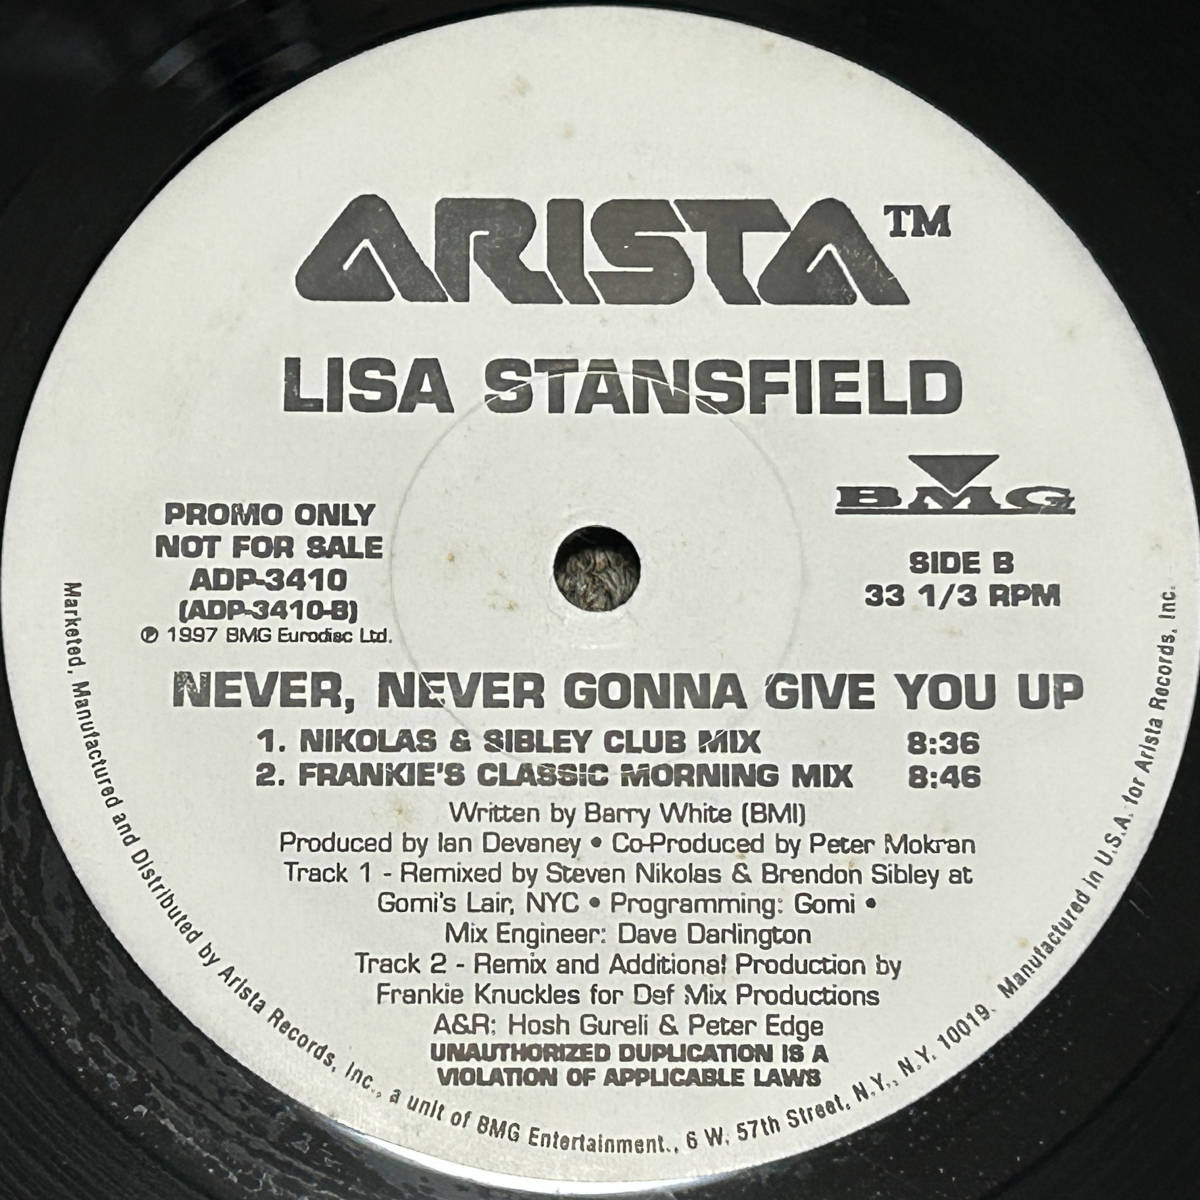 ARISTA™
LISA STANSFIELD
BMG
PROMO ONLY
NOT FOR SALE
ADP-3410
(ADP-3410-B)
℗ 1997 BMG Eurodisc Ltd.
SIDE B
33 1/3 RPM
NEVER, NEVER GONNA GIVE YOU UP
1. NIKOLAS & SIBLEY CLUB MIX 8:36
2. FRANKIE'S CLASSIC MORNING MIX 8:46
Written by Barry White (BMI)
Produced by Ian Devaney • Co-Produced by Peter Mokran
Track 1 - Remixed by Steven Nikolas & Brendon Sibley at
Gomi's Lair, NYC • Programming: Gomi •
Mix Engineer: Dave Darlington
Track 2 - Remix and Additional Production by
Frankie Knuckles for Def Mix Productions
A&R: Hosh Gureli & Peter Edge
UNAUTHORIZED DUPLICATION IS A
VIOLATION OF APPLICABLE LAWS
Marketed, Manufactured and Distributed by Arista Records, Inc., a unit of BMG Entertainment., 6 W. 57th Street, N.Y., N.Y. 10019. Manufactured in U.S.A. for Arista Records, Inc.